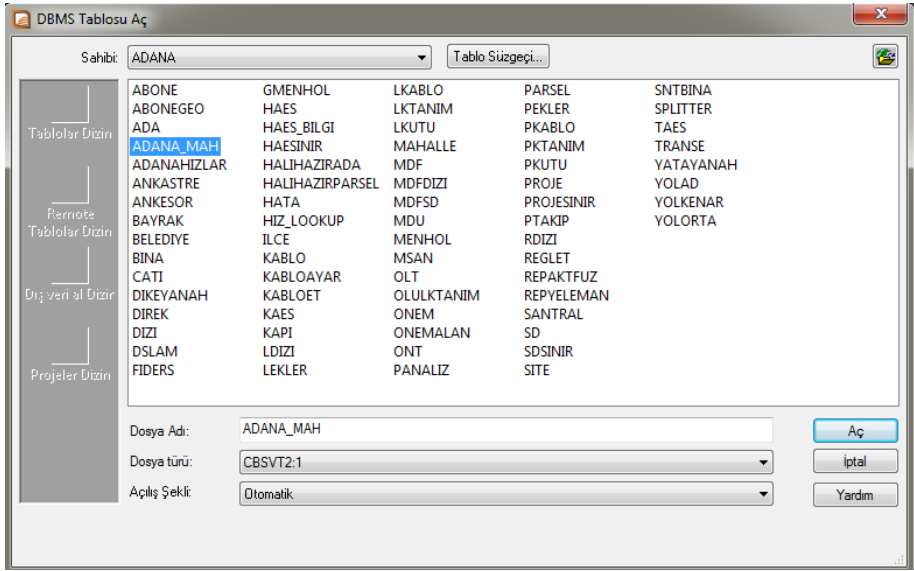 DBMS Tablosu Aç
Sahibi: ADANA Tablo Süzgeçi...
Tablolar Dizin
Remote
Tablolar Dizin
Dış veri al Dizir
Projeler Dizin
ABONE GMENHOL LKABLO PARSEL SNTBINA
ABONEGEO HAES LKTANIM PEKLER SPLITTER
ADA HAES_BILGI LKUTU PKABLO TAES
ADANA_MAH HAESINIR MAHALLE PKTANIM TRANSE
ADANAHIZLAR HALIHAZIRADA MDF PKUTU YATAYANAH
ANKASTRE HALIHAZIRPARSEL MDFDIZI PROJE YOLAD
ANKESOR HATA MDFSD PROJESINIR YOLKENAR
BAYRAK HIZ_LOOKUP MDU PTAKIP YOLORTA
BELEDIYE ILCE MENHOL RDIZI
BINA KABLO MSAN REGLET
CATI KABLOAYAR OLT REPAKTFUZ
DIKEYANAH KABLOET OLULKTANIM REPYELEMAN
DIREK KAES ONEM SANTRAL
DIZI KAPI ONEMALAN SD
DSLAM LDIZI ONT SDSINIR
FIDERS LEKLER PANALIZ SITE
Dosya Adı: ADANA_MAH Aç
Dosya türü: CBSVT2:1 İptal
Açılış Şekli: Otomatik Yardım